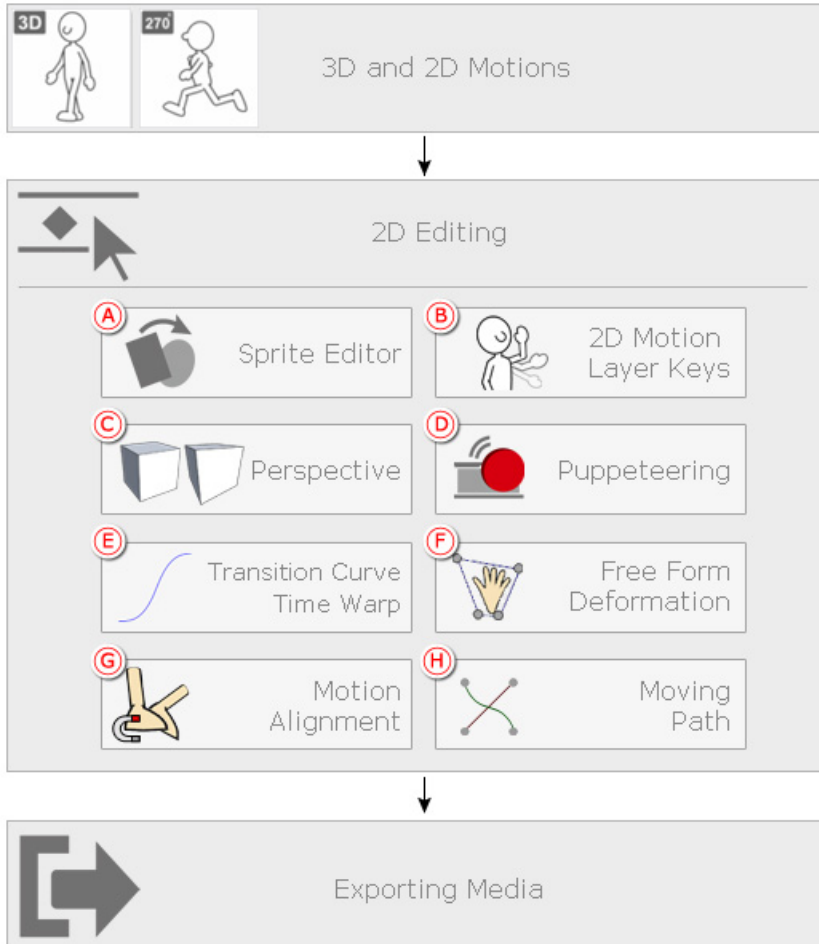 3D
270°
3D and 2D Motions
2D Editing
A
Sprite Editor
B
2D Motion
Layer Keys
C
Perspective
D
Puppeteering
E
Transition Curve
Time Warp
F
Free Form
Deformation
G
Motion
Alignment
H
Moving
Path
Exporting Media